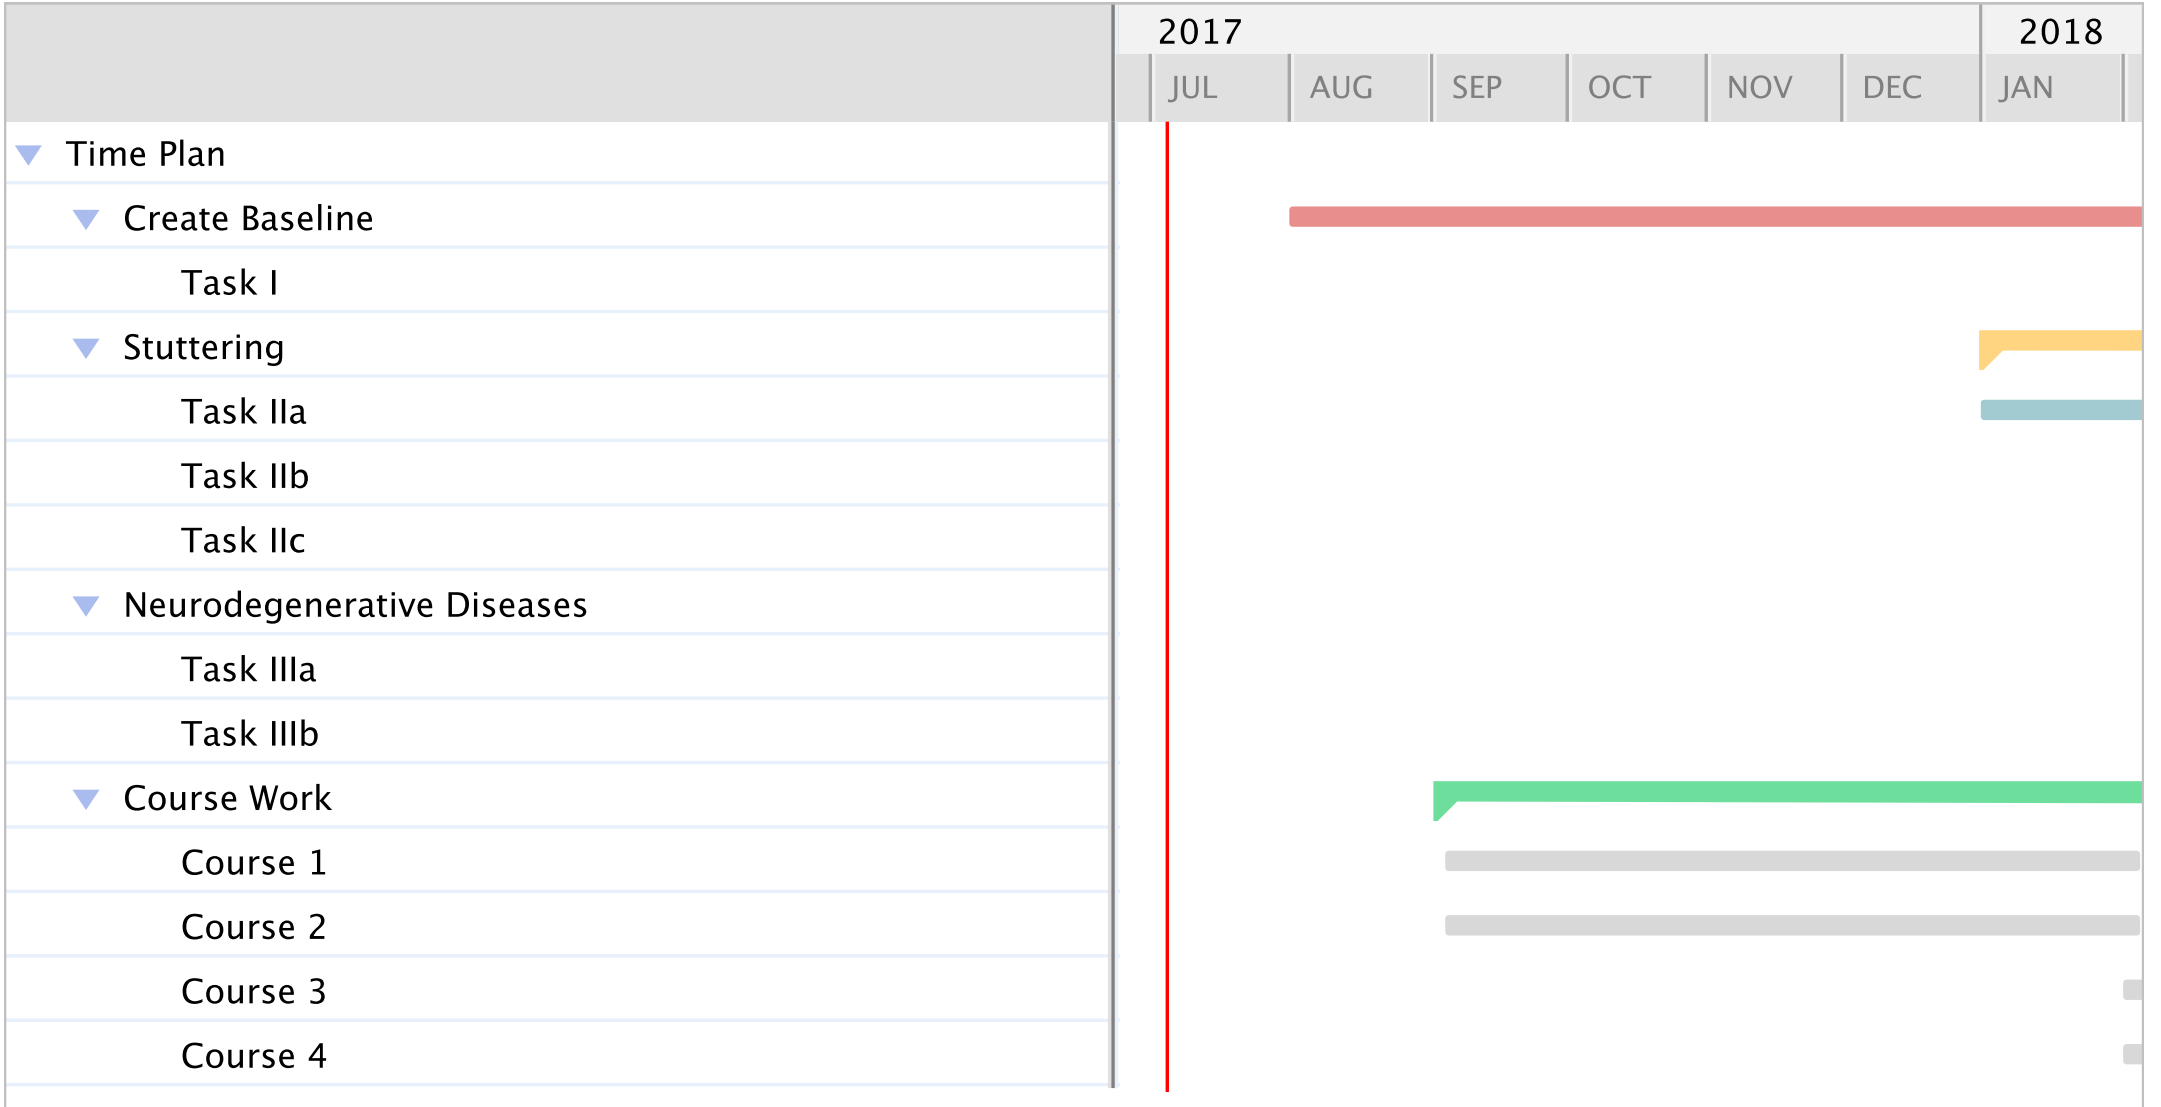 2017 2018
JUL AUG SEP OCT NOV DEC JAN
Time Plan
Create Baseline
Task I
Stuttering
Task IIa
Task IIb
Task IIc
Neurodegenerative Diseases
Task IIIa
Task IIIb
Course Work
Course 1
Course 2
Course 3
Course 4